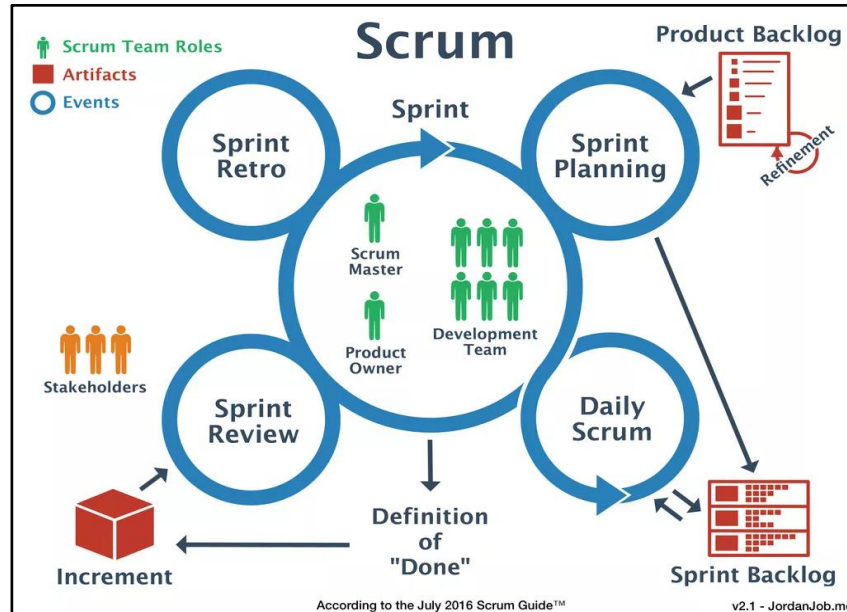 Scrum Team Roles
Artifacts
Events
Scrum
Product Backlog
Refinement
Sprint
Sprint
Retro
Sprint
Planning
Scrum
Master
Product
Owner
Development
Team
Stakeholders
Sprint
Review
Daily
Scrum
Increment
Definition
of
"Done"
Sprint Backlog
According to the July 2016 Scrum Guide™
v2.1 - JordanJob.m